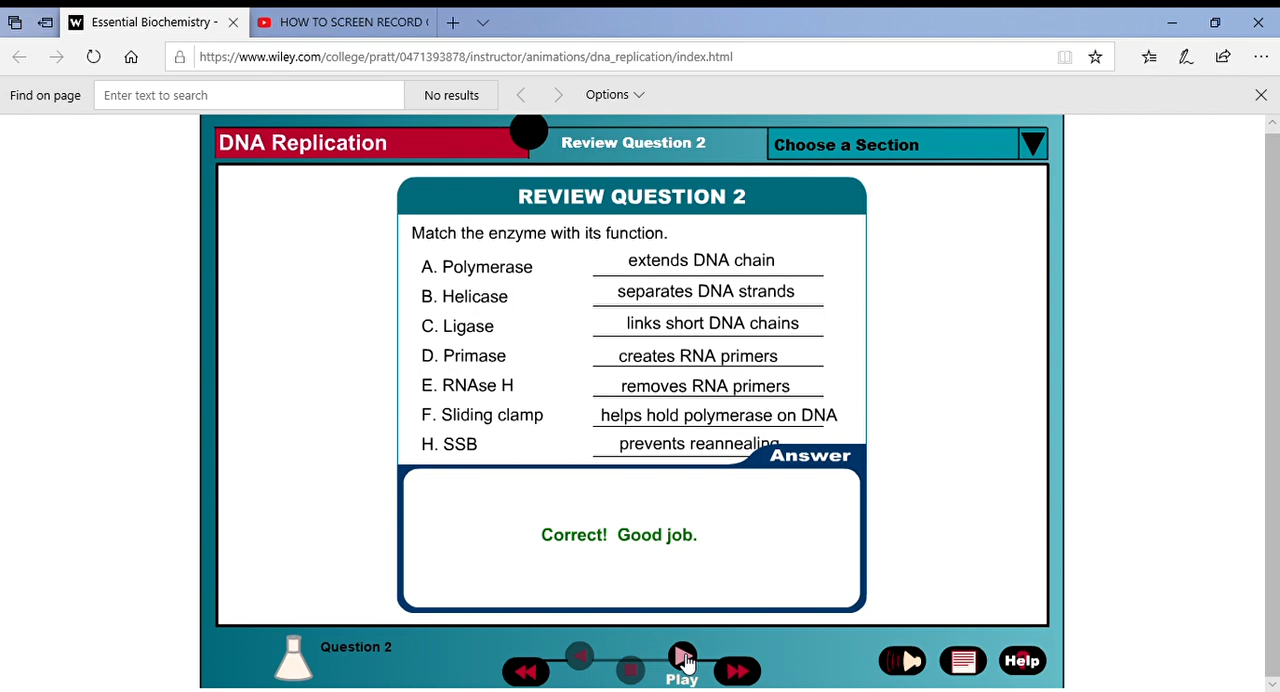 Essential Biochemistry -
HOW TO SCREEN RECORD
https://www.wiley.com/college/pratt/0471393878/instructor/animations/dna_replication/index.html
Find on page
Enter text to search
No results
Options
DNA Replication
Review Question 2
Choose a Section
REVIEW QUESTION 2
Match the enzyme with its function.
A. Polymerase extends DNA chain
B. Helicase separates DNA strands
C. Ligase links short DNA chains
D. Primase creates RNA primers
E. RNAse H removes RNA primers
F. Sliding clamp helps hold polymerase on DNA
H. SSB prevents reannealing
Answer
Correct! Good job.
Question 2
Play
Help